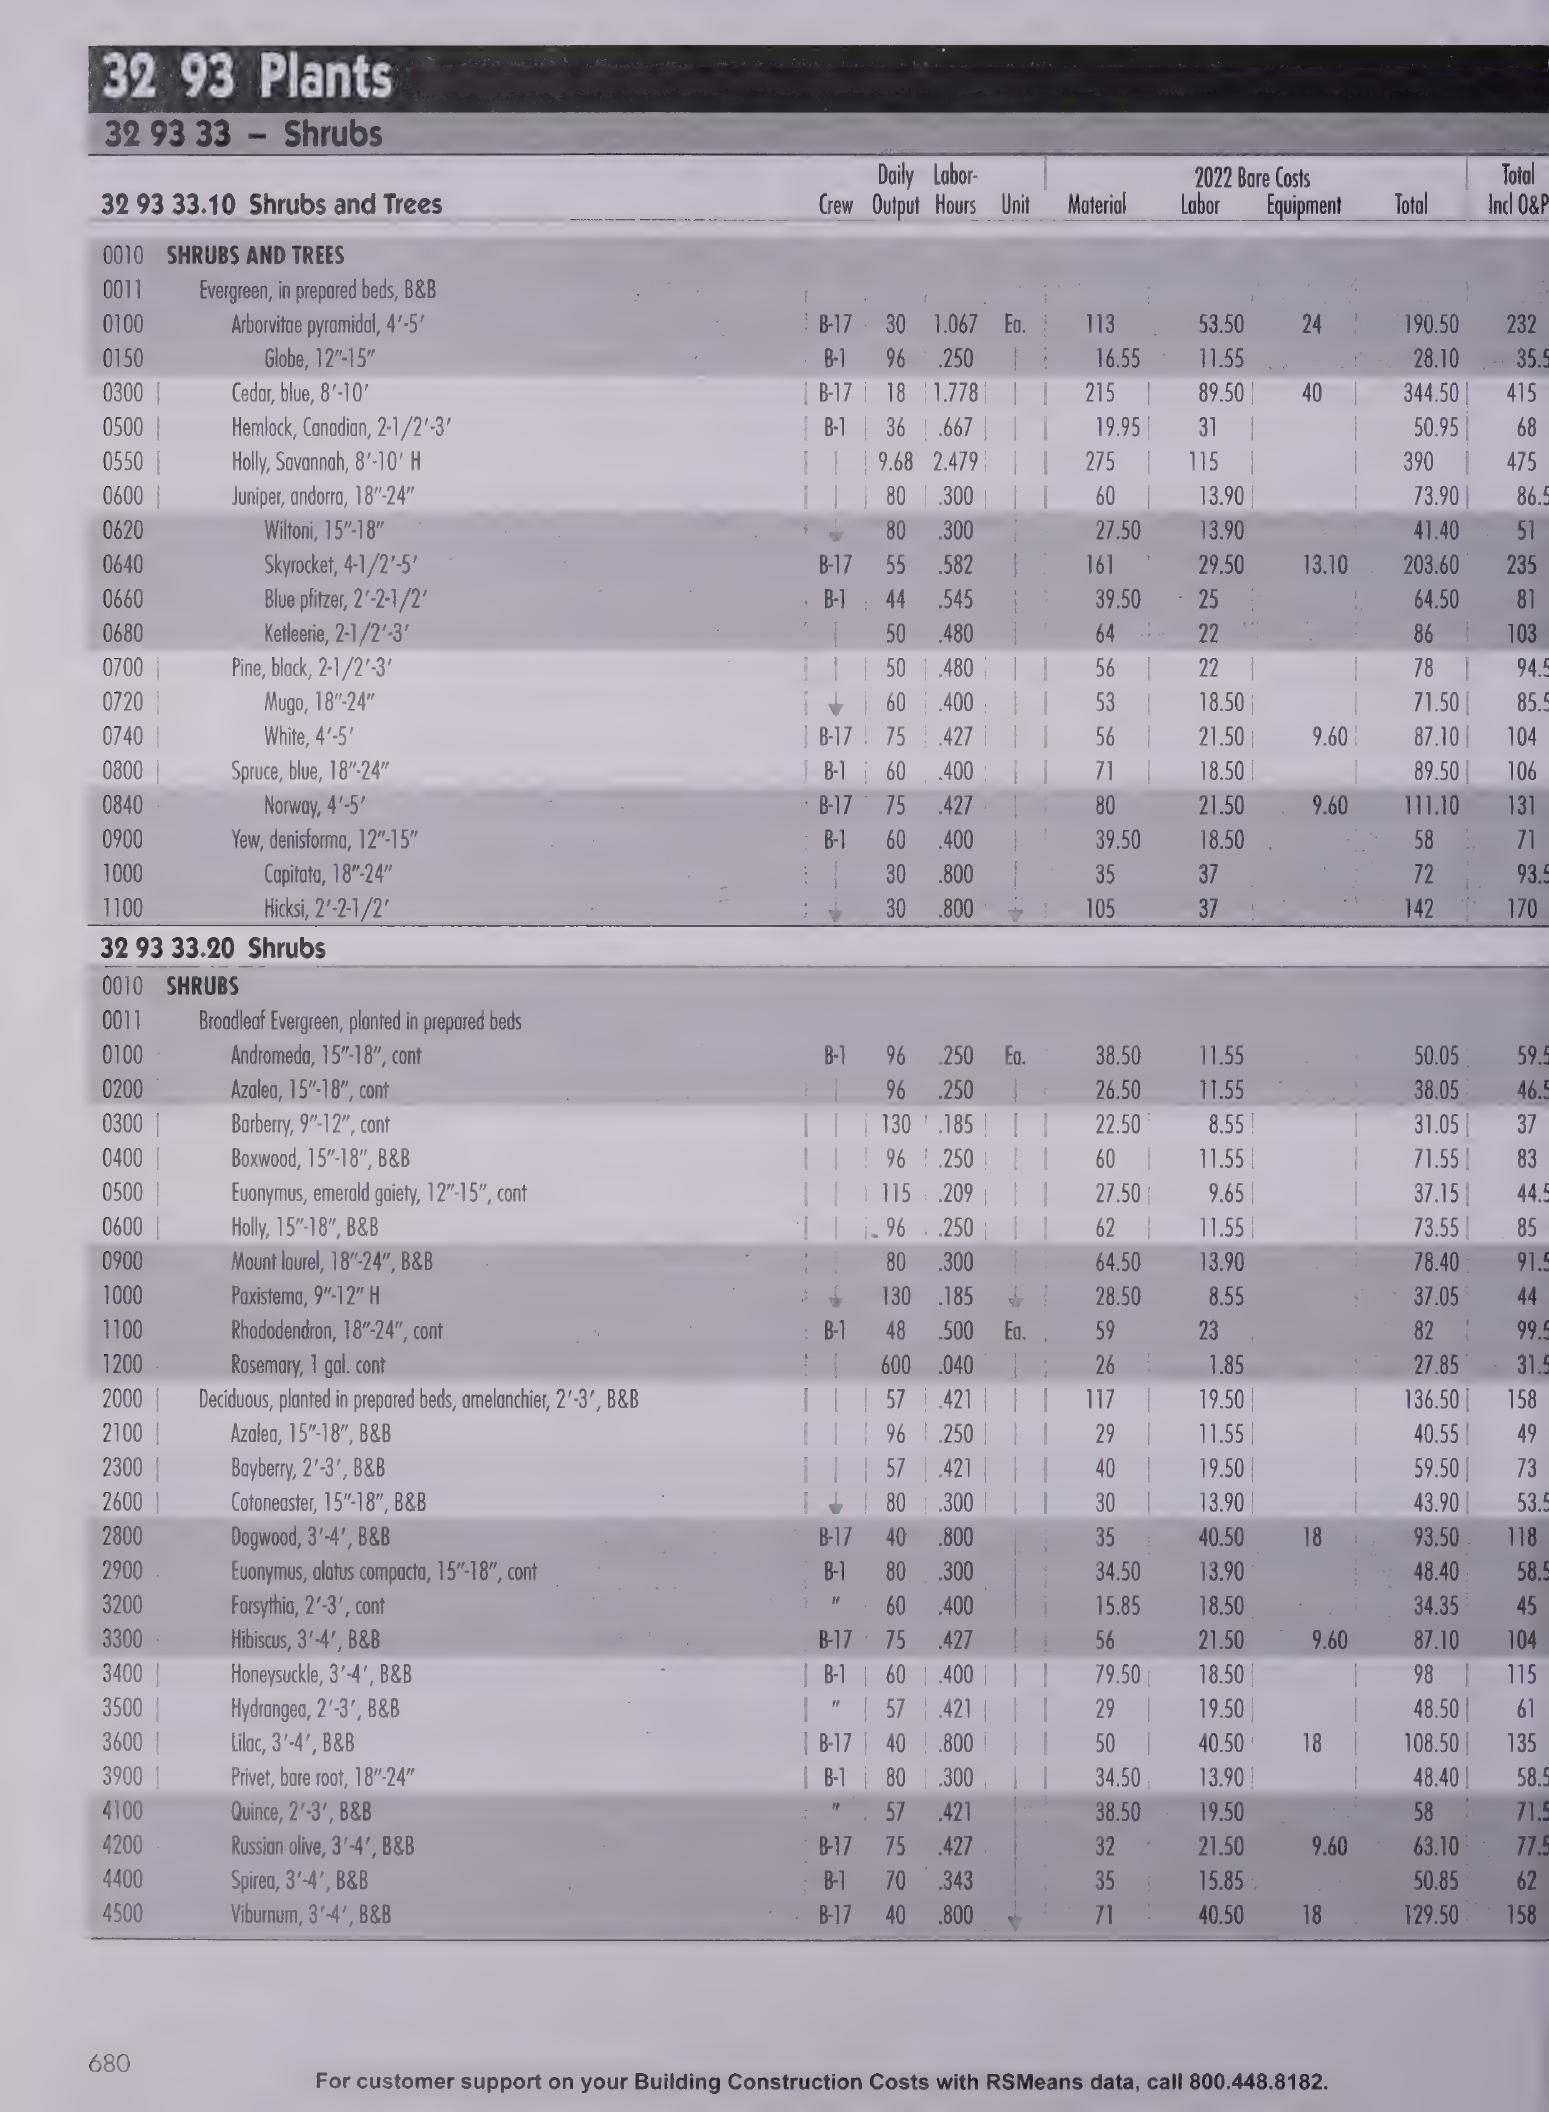 32 93 Plants
32 93 33 – Shrubs
32 93 33.10 Shrubs and Trees Crew Daily Output Labor-Hours Unit Material 2022 Bare Costs Labor Equipment Total Total Incl O&P
0010 SHRUBS AND TREES
0011 Evergreen, in prepared beds, B&B
0100 Arborvitae pyramidal, 4'-5' B-17 30 1.067 Ea. 113 53.50 24 190.50 232
0150 Globe, 12"-15" B-1 96 .250 16.55 11.55 28.10 35.5
0300 Cedar, blue, 8'-10' B-17 18 1.778 215 89.50 40 344.50 415
0500 Hemlock, Canadian, 2-1/2'-3' B-1 36 .667 19.95 31 50.95 68
0550 Holly, Savannah, 8'-10' H 9.68 2.479 275 115 390 475
0600 Juniper, andorra, 18"-24" 80 .300 60 13.90 73.90 86.5
0620 Wiltoni, 15"-18" 80 .300 27.50 13.90 41.40 51
0640 Skyrocket, 4-1/2'-5' B-17 55 .582 161 29.50 13.10 203.60 235
0660 Blue pfitzer, 2'-2-1/2' B-1 44 .545 39.50 25 64.50 81
0680 Ketleerie, 2-1/2'-3' 50 .480 64 22 86 103
0700 Pine, black, 2-1/2'-3' 50 .480 56 22 78 94.5
0720 Mugo, 18"-24" 60 .400 53 18.50 71.50 85.5
0740 White, 4'-5' B-17 75 .427 56 21.50 9.60 87.10 104
0800 Spruce, blue, 18"-24" B-1 60 .400 71 18.50 89.50 106
0840 Norway, 4'-5' B-17 75 .427 80 21.50 9.60 111.10 131
0900 Yew, denisforma, 12"-15" B-1 60 .400 39.50 18.50 58 71
1000 Capitata, 18"-24" 30 .800 35 37 72 93.5
1100 Hicksi, 2'-2-1/2' 30 .800 105 37 142 170
32 93 33.20 Shrubs
0010 SHRUBS
0011 Broadleaf Evergreen, planted in prepared beds
0100 Andromeda, 15"-18", cont B-1 96 .250 Ea. 38.50 11.55 50.05 59.5
0200 Azalea, 15"-18", cont 96 .250 26.50 11.55 38.05 46.5
0300 Barberry, 9"-12", cont 130 .185 22.50 8.55 31.05 37
0400 Boxwood, 15"-18", B&B 96 .250 60 11.55 71.55 83
0500 Euonymus, emerald gaiety, 12"-15", cont 115 .209 27.50 9.65 37.15 44.5
0600 Holly, 15"-18", B&B 96 .250 62 11.55 73.55 85
0900 Mount laurel, 18"-24", B&B 80 .300 64.50 13.90 78.40 91.5
1000 Paxistema, 9"-12" H 130 .185 28.50 8.55 37.05 44
1100 Rhododendron, 18"-24", cont B-1 48 .500 Ea. 59 23 82 99.5
1200 Rosemary, 1 gal. cont 600 .040 26 1.85 27.85 31.5
2000 Deciduous, planted in prepared beds, amelanchier, 2'-3', B&B 57 .421 117 19.50 136.50 158
2100 Azalea, 15"-18", B&B 96 .250 29 11.55 40.55 49
2300 Bayberry, 2'-3', B&B 57 .421 40 19.50 59.50 73
2600 Cotoneaster, 15"-18", B&B 80 .300 30 13.90 43.90 53.5
2800 Dogwood, 3'-4', B&B B-17 40 .800 35 40.50 18 93.50 118
2900 Euonymus, alatus compacta, 15"-18", cont B-1 80 .300 34.50 13.90 48.40 58.5
3200 Forsythia, 2'-3', cont " 60 .400 15.85 18.50 34.35 45
3300 Hibiscus, 3'-4', B&B B-17 75 .427 56 21.50 9.60 87.10 104
3400 Honeysuckle, 3'-4', B&B B-1 60 .400 79.50 18.50 98 115
3500 Hydrangea, 2'-3', B&B " 57 .421 29 19.50 48.50 61
3600 Lilac, 3'-4', B&B B-17 40 .800 50 40.50 18 108.50 135
3900 Privet, bare root, 18"-24" B-1 80 .300 34.50 13.90 48.40 58.5
4100 Quince, 2'-3', B&B " 57 .421 38.50 19.50 58 71.5
4200 Russian olive, 3'-4', B&B B-17 75 .427 32 21.50 9.60 63.10 77.5
4400 Spirea, 3'-4', B&B B-1 70 .343 35 15.85 50.85 62
4500 Viburnum, 3'-4', B&B B-17 40 .800 71 40.50 18 129.50 158
680
For customer support on your Building Construction Costs with RSMeans data, call 800.448.8182.